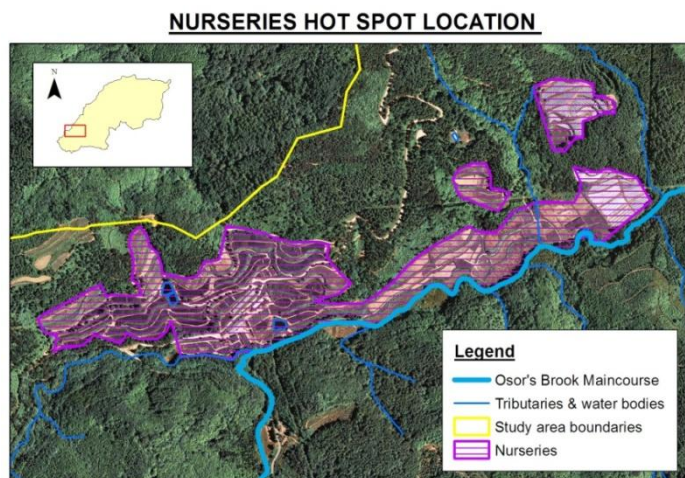 NURSERIES HOT SPOT LOCATION
N
Legend
Osor's Brook Maincourse
Tributaries & water bodies
Study area boundaries
Nurseries